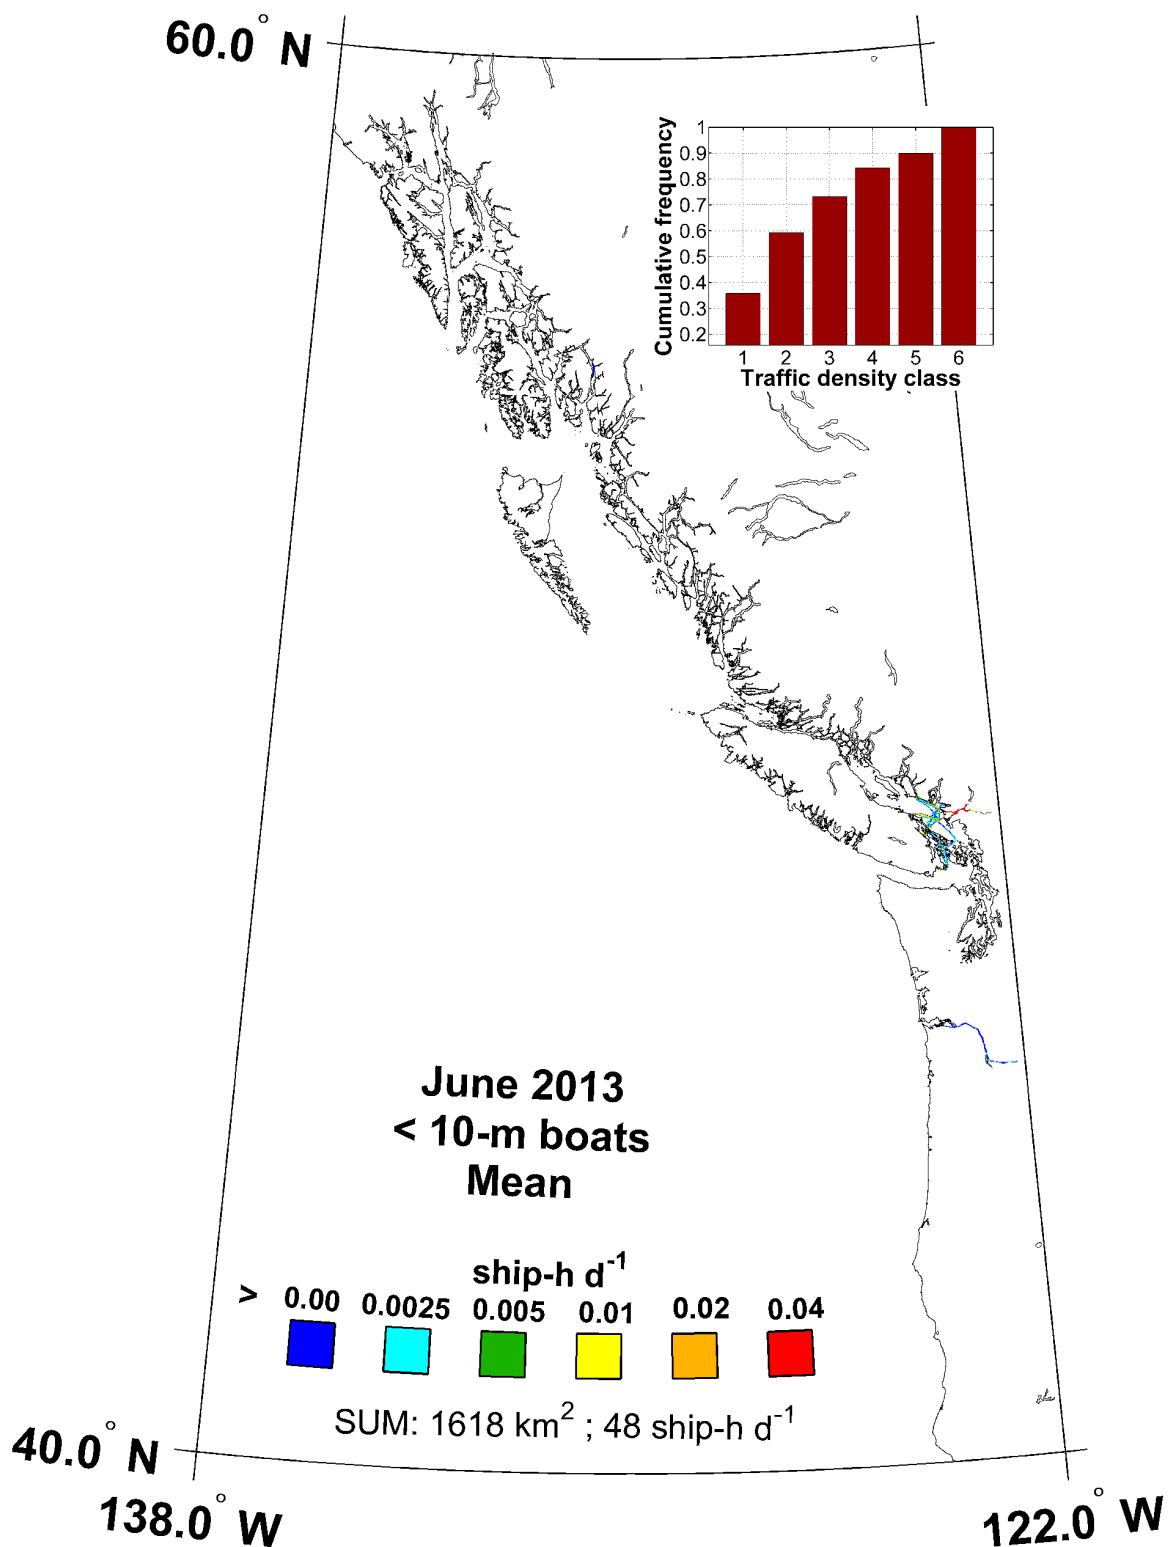 60.0° N
Cumulative frequency
1
0.9
0.8
0.7
0.6
0.5
0.4
0.3
0.2
1 2 3 4 5 6
Traffic density class
June 2013
< 10-m boats
Mean
ship-h d⁻¹
> 0.00 0.0025 0.005 0.01 0.02 0.04
SUM: 1618 km² ; 48 ship-h d⁻¹
40.0° N
138.0° W
122.0° W